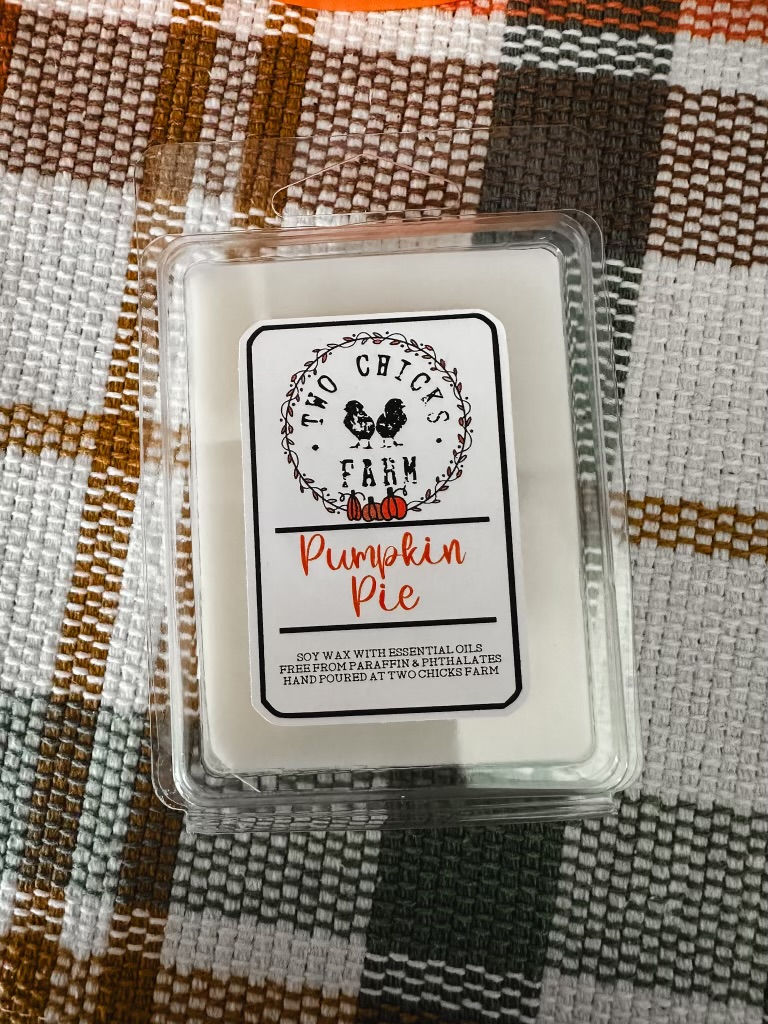 TWO CHICKS
FARM
Pumpkin
Pie
SOY WAX WITH ESSENTIAL OILS
FREE FROM PARAFFIN & PHTHALATES
HAND POURED AT TWO CHICKS FARM